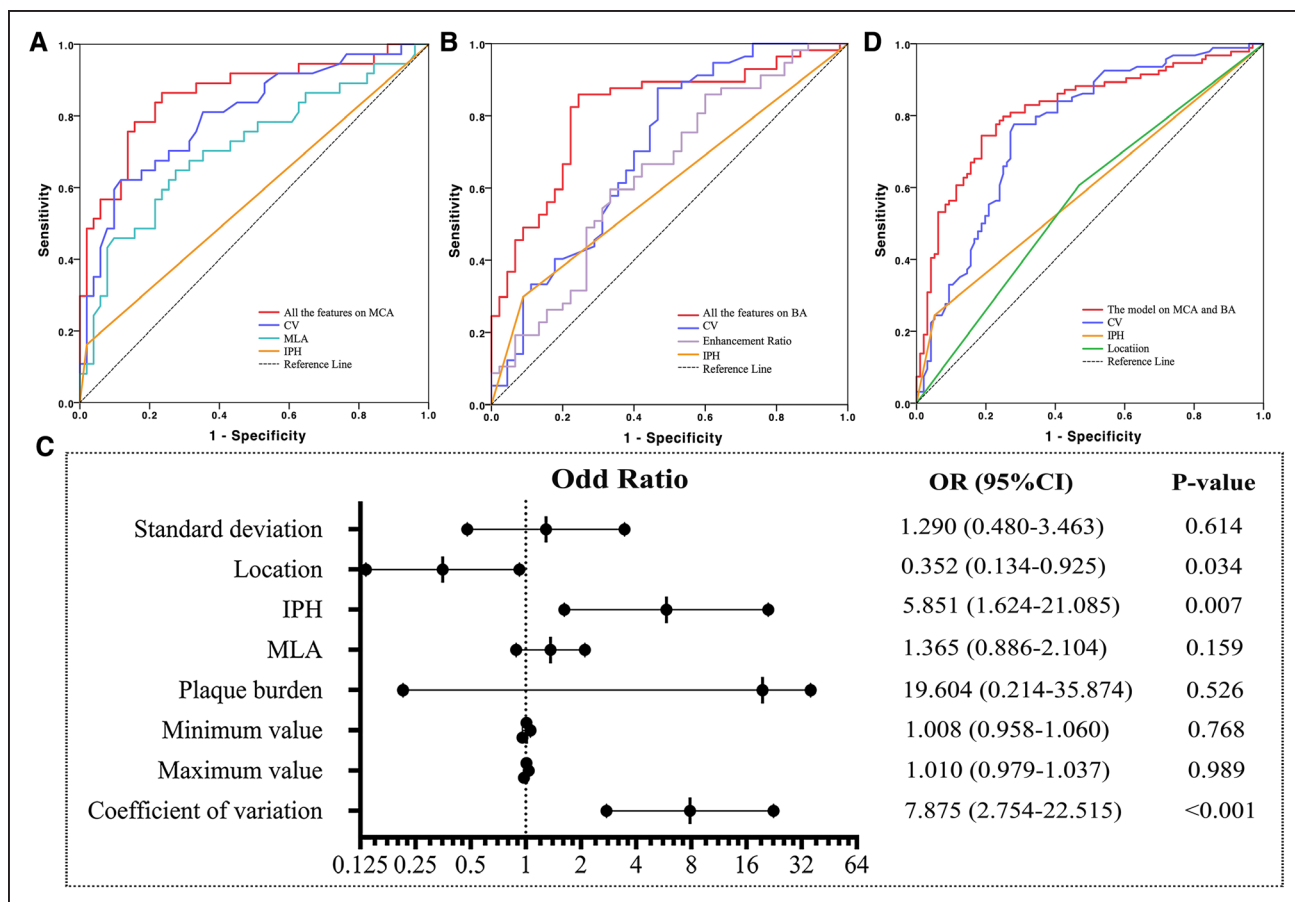 A
1.0
0.8
0.6
0.4
0.2
0.0
Sensitivity
0.0 0.2 0.4 0.6 0.8 1.0
1 - Specificity
All the features on MCA
CV
MLA
IPH
Reference Line
B
1.0
0.8
0.6
0.4
0.2
0.0
Sensitivity
0.0 0.2 0.4 0.6 0.8 1.0
1 - Specificity
All the features on BA
CV
Enhancement Ratio
IPH
Reference Line
D
1.0
0.8
0.6
0.4
0.2
0.0
Sensitivity
0.0 0.2 0.4 0.6 0.8 1.0
1 - Specificity
The model on MCA and BA
CV
IPH
Locatiion
Reference Line
C
Odd Ratio OR (95%CI) P-value
Standard deviation 1.290 (0.480-3.463) 0.614
Location 0.352 (0.134-0.925) 0.034
IPH 5.851 (1.624-21.085) 0.007
MLA 1.365 (0.886-2.104) 0.159
Plaque burden 19.604 (0.214-35.874) 0.526
Minimum value 1.008 (0.958-1.060) 0.768
Maximum value 1.010 (0.979-1.037) 0.989
Coefficient of variation 7.875 (2.754-22.515) <0.001
0.125 0.25 0.5 1 2 4 8 16 32 64